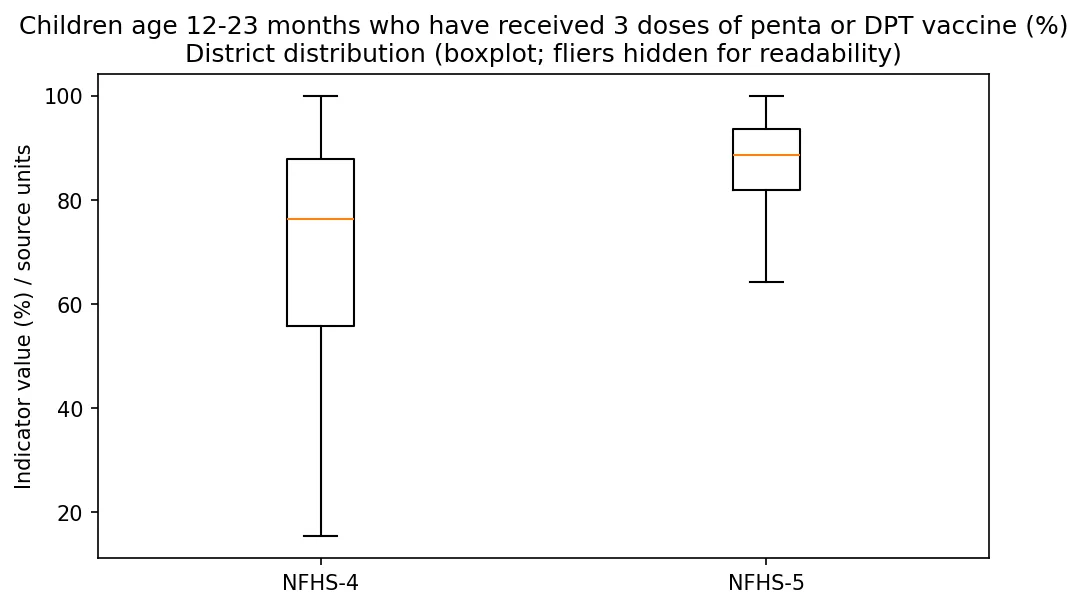 Children age 12-23 months who have received 3 doses of penta or DPT vaccine (%)
District distribution (boxplot; fliers hidden for readability)
Indicator value (%) / source units
100
80
60
40
20
NFHS-4
NFHS-5